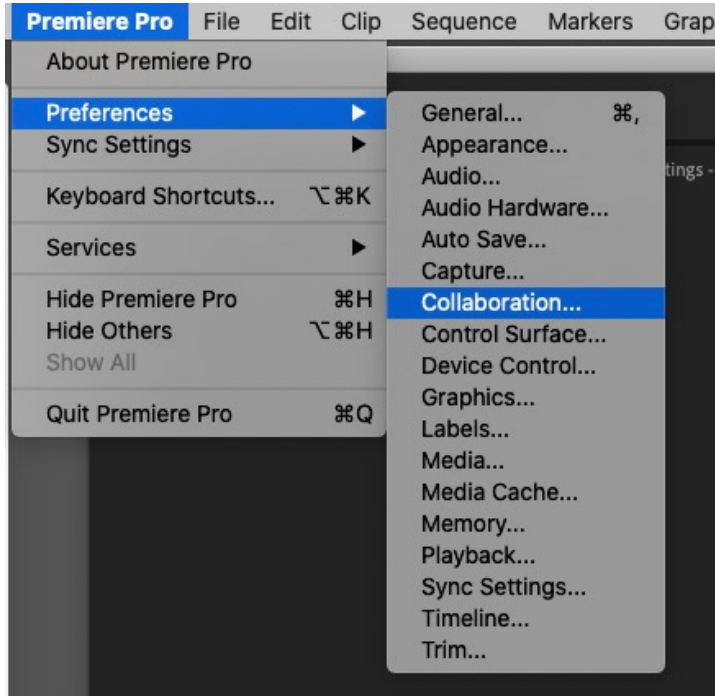 Premiere Pro File Edit Clip Sequence Markers Grap
About Premiere Pro
Preferences ▶
Sync Settings ▶
Keyboard Shortcuts... ⌥⌘K
Services ▶
Hide Premiere Pro ⌘H
Hide Others ⌥⌘H
Show All
Quit Premiere Pro ⌘Q
General... ⌘,
Appearance...
Audio...
Audio Hardware...
Auto Save...
Capture...
Collaboration...
Control Surface...
Device Control...
Graphics...
Labels...
Media...
Media Cache...
Memory...
Playback...
Sync Settings...
Timeline...
Trim...
tings -